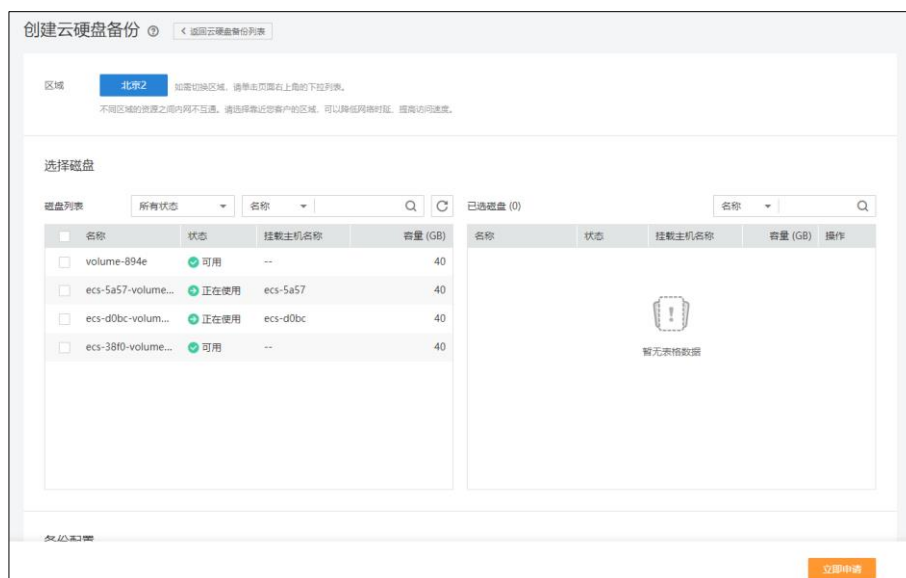 创建云硬盘备份 ? < 返回云硬盘备份列表
区域 北京2 如需切换区域，请单击页面右上角的下拉列表。
不同区域的资源之间内网不互通。请选择靠近您客户的区域，可以降低网络时延、提高访问速度。
选择磁盘
磁盘列表 所有状态 名称 已选磁盘 (0) 名称
名称 状态 挂载主机名称 容量 (GB) 名称 状态 挂载主机名称 容量 (GB) 操作
volume-894e 可用 -- 40
ecs-5a57-volume... 正在使用 ecs-5a57 40
ecs-d0bc-volum... 正在使用 ecs-d0bc 40
ecs-38f0-volume... 可用 -- 40
暂无表格数据
备份配置
立即申请